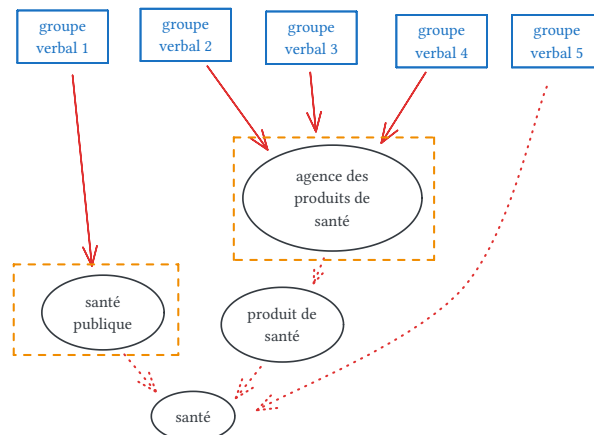 groupe
verbal 1
groupe
verbal 2
groupe
verbal 3
groupe
verbal 4
groupe
verbal 5
agence des
produits de
santé
santé
publique
produit de
santé
santé